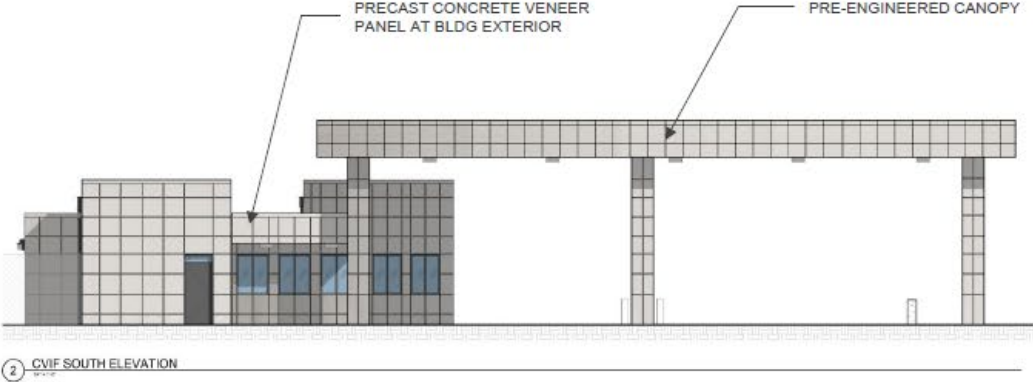 PRECAST CONCRETE VENEER
PANEL AT BLDG EXTERIOR
PRE-ENGINEERED CANOPY
2
CVIF SOUTH ELEVATION